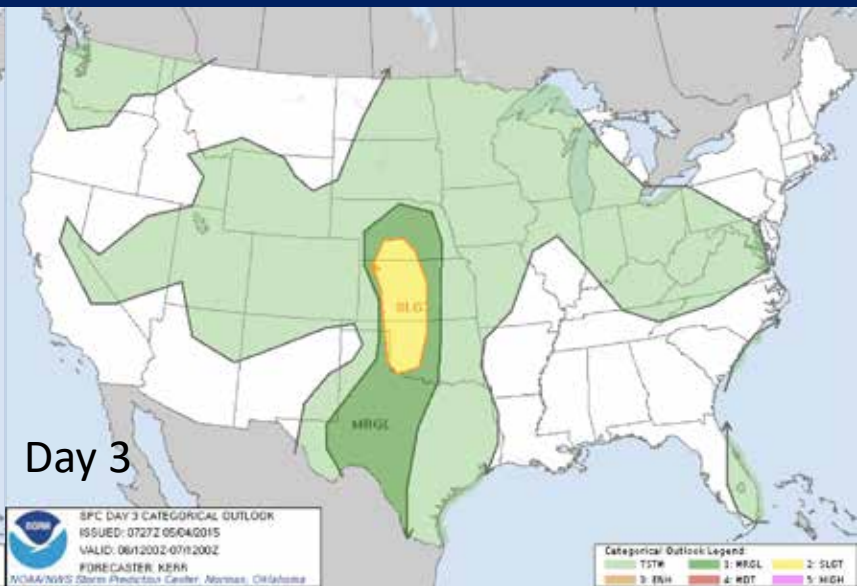 SLGT
MRGL
Day 3
NOAA
SPC DAY 3 CATEGORICAL OUTLOOK
ISSUED: 0727Z 05/04/2015
VALID: 06/1200Z-07/1200Z
FORECASTER: KERR
NOAA/NWS Storm Prediction Center, Norman, Oklahoma
Categorical Outlook Legend:
TSTM 1: MRGL 2: SLGT
3: ENH 4: MDT 5: HIGH